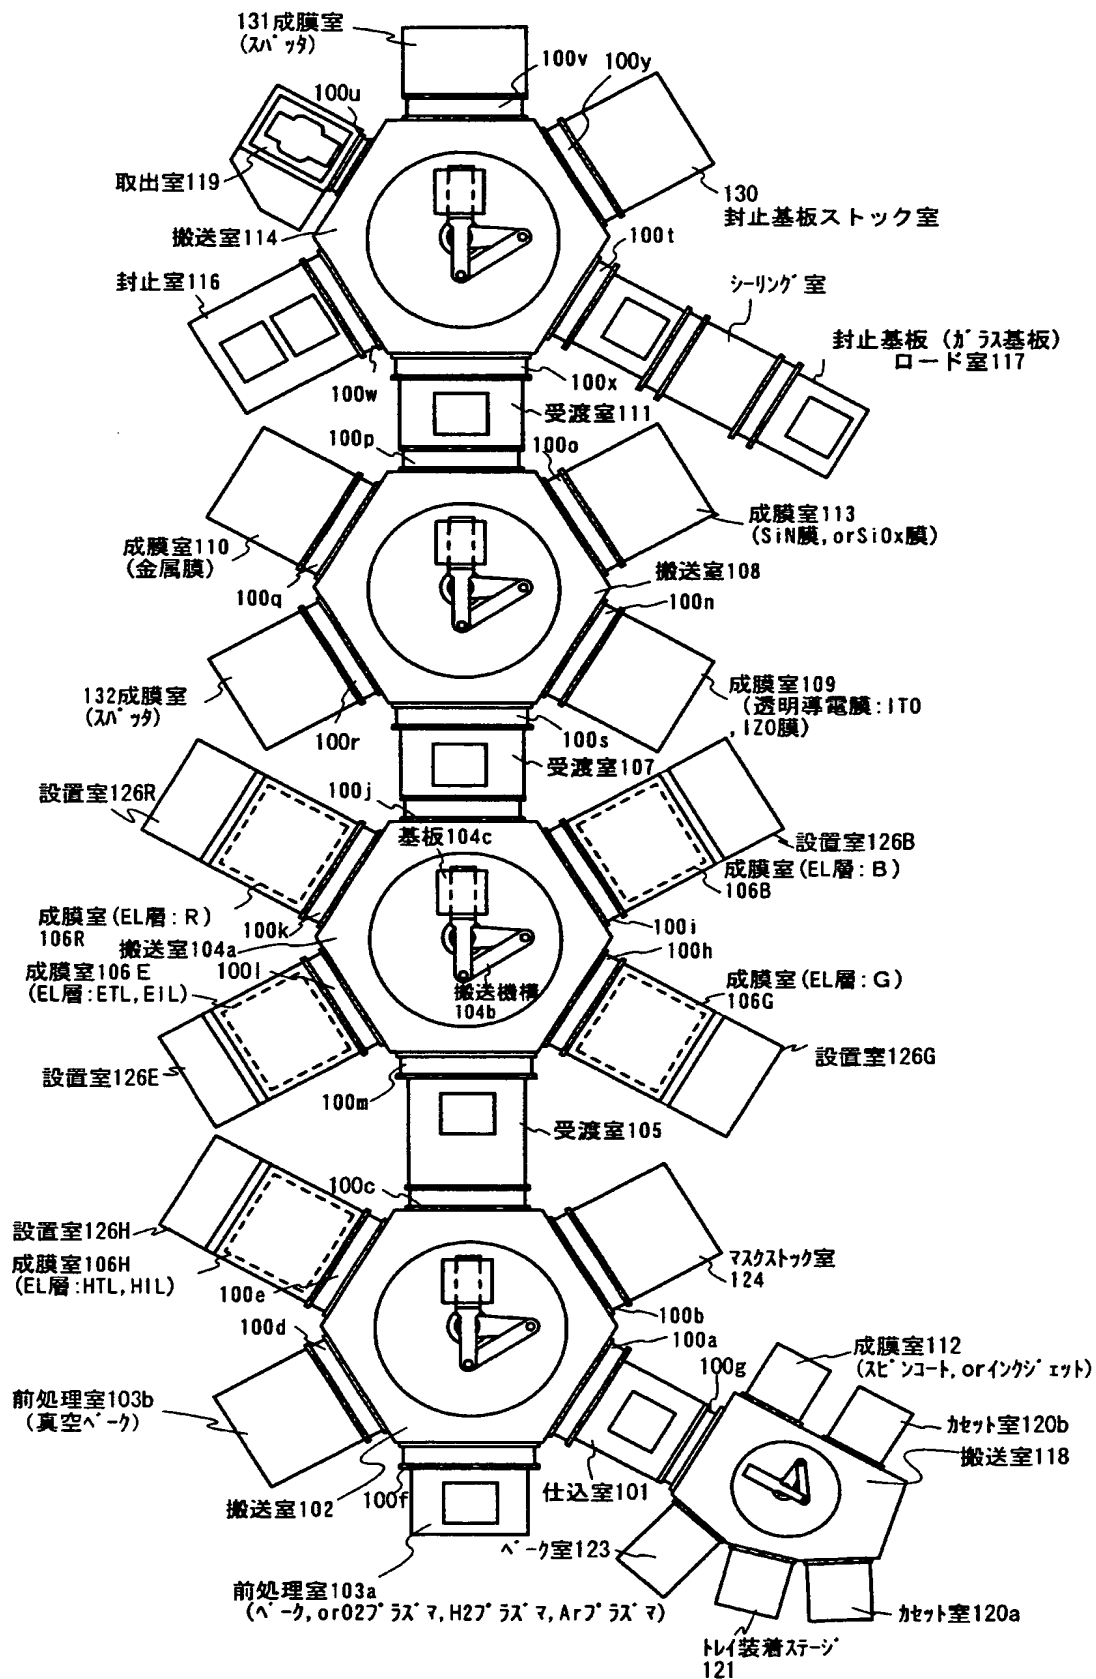 131成膜室
(スパッタ)
100v
100y
100u
取出室119
130
封止基板ストック室
搬送室114
100t
封止室116
シーリング室
封止基板 (ガラス基板)
ロード室117
100w
100x
受渡室111
100p
100o
成膜室113
(SiN膜,orSiOx膜)
成膜室110
(金属膜)
搬送室108
100q
100n
132成膜室
(スパッタ)
成膜室109
(透明導電膜:ITO
,IZO膜)
100r
100s
受渡室107
設置室126R
100j
基板104c
設置室126B
成膜室(EL層:B)
106B
成膜室(EL層:R)
106R
100k
100i
搬送室104a
100h
成膜室106E
(EL層:ETL,EiL)
100l
成膜室(EL層:G)
106G
搬送機構
104b
設置室126G
設置室126E
100m
受渡室105
100c
設置室126H
成膜室106H
(EL層:HTL,HIL)
マスクストック室
124
100e
100b
100d
100a
100g
成膜室112
(スピンコート,orインクジェット)
前処理室103b
(真空ベーク)
カセット室120b
搬送室118
搬送室102
100f
仕込室101
ベーク室123
前処理室103a
(ベーク,orO2プラズマ,H2プラズマ,Arプラズマ)
カセット室120a
トレイ装着ステージ
121